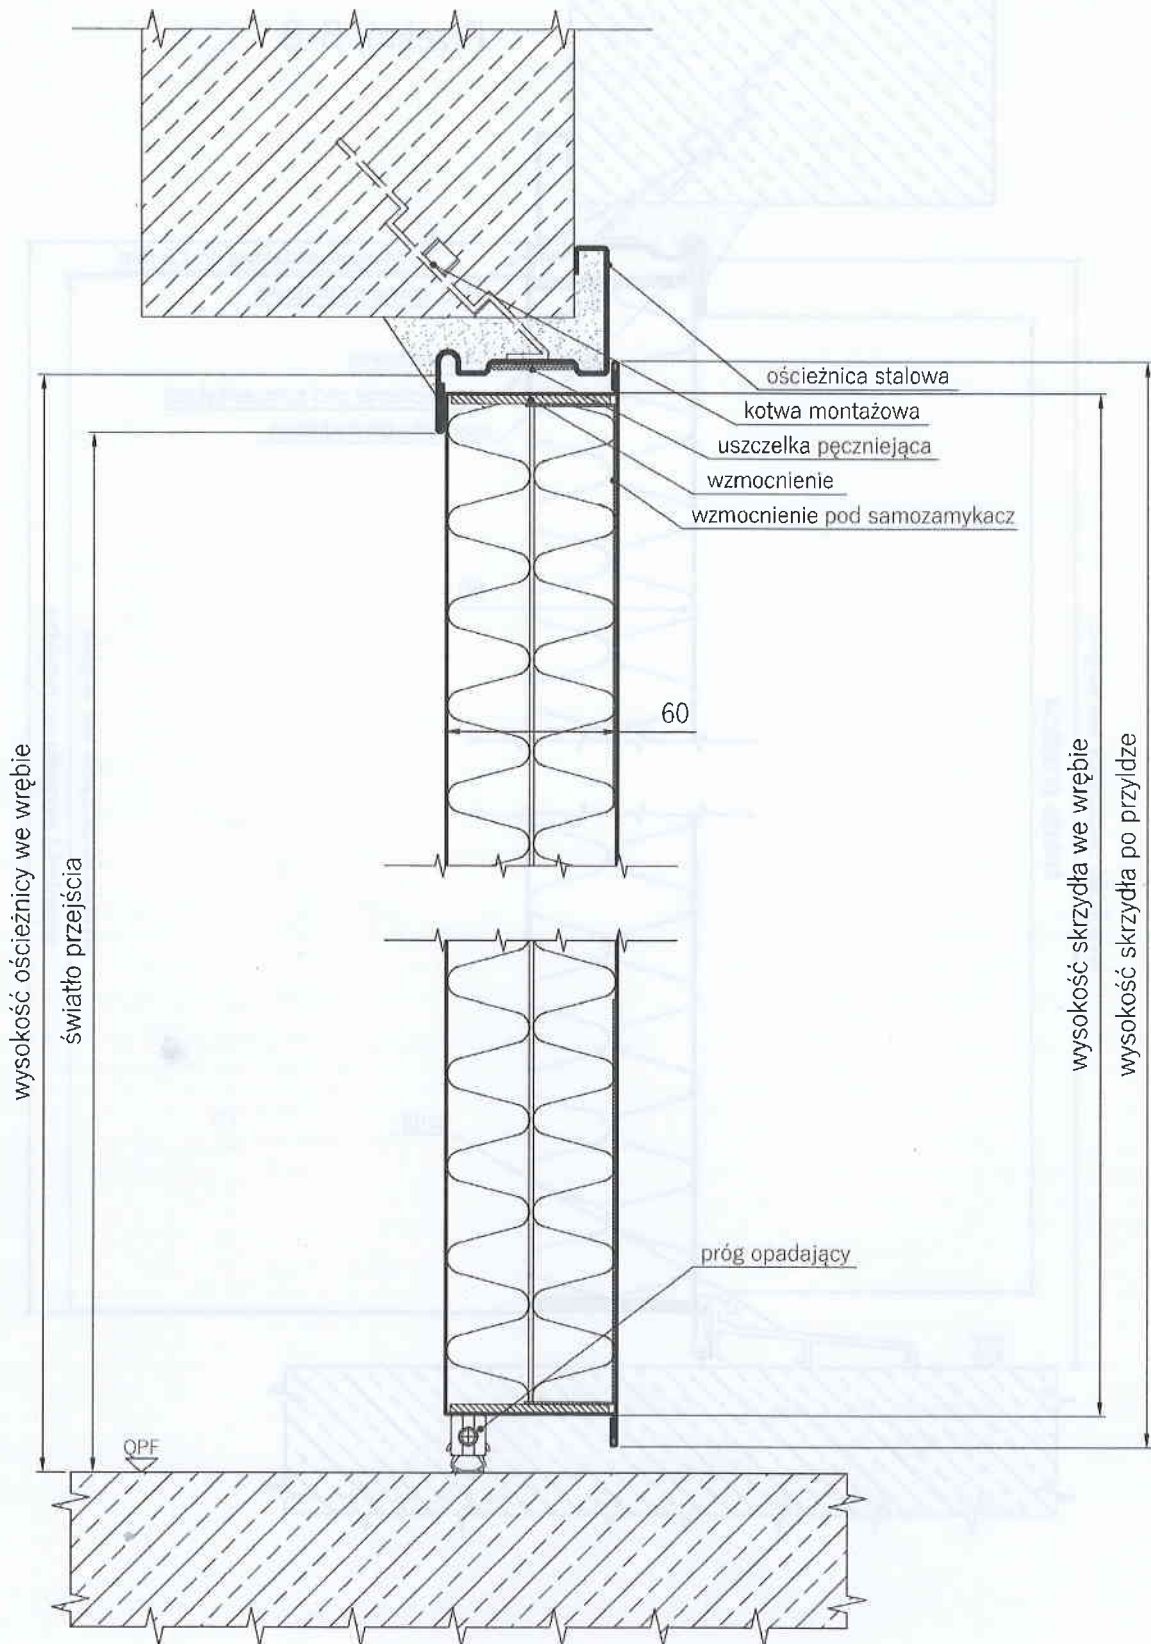 ościeżnica stalowa
kotwa montażowa
uszczelka pęczniejąca
wzmocnienie
wzmocnienie pod samozamykacz
60
wysokość ościeżnicy we wrębie
światło przejścia
wysokość skrzydła we wrębie
wysokość skrzydła po przyldze
próg opadający
OPF